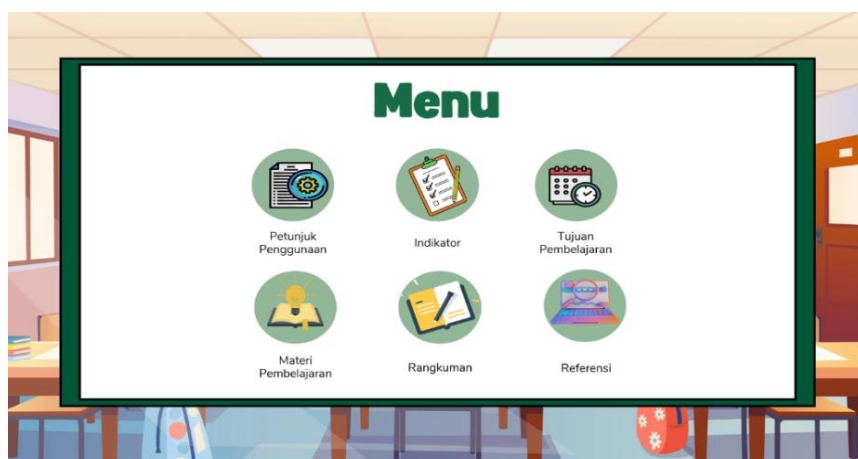 Menu
Petunjuk
Penggunaan
Indikator
Tujuan
Pembelajaran
Materi
Pembelajaran
Rangkuman
Referensi